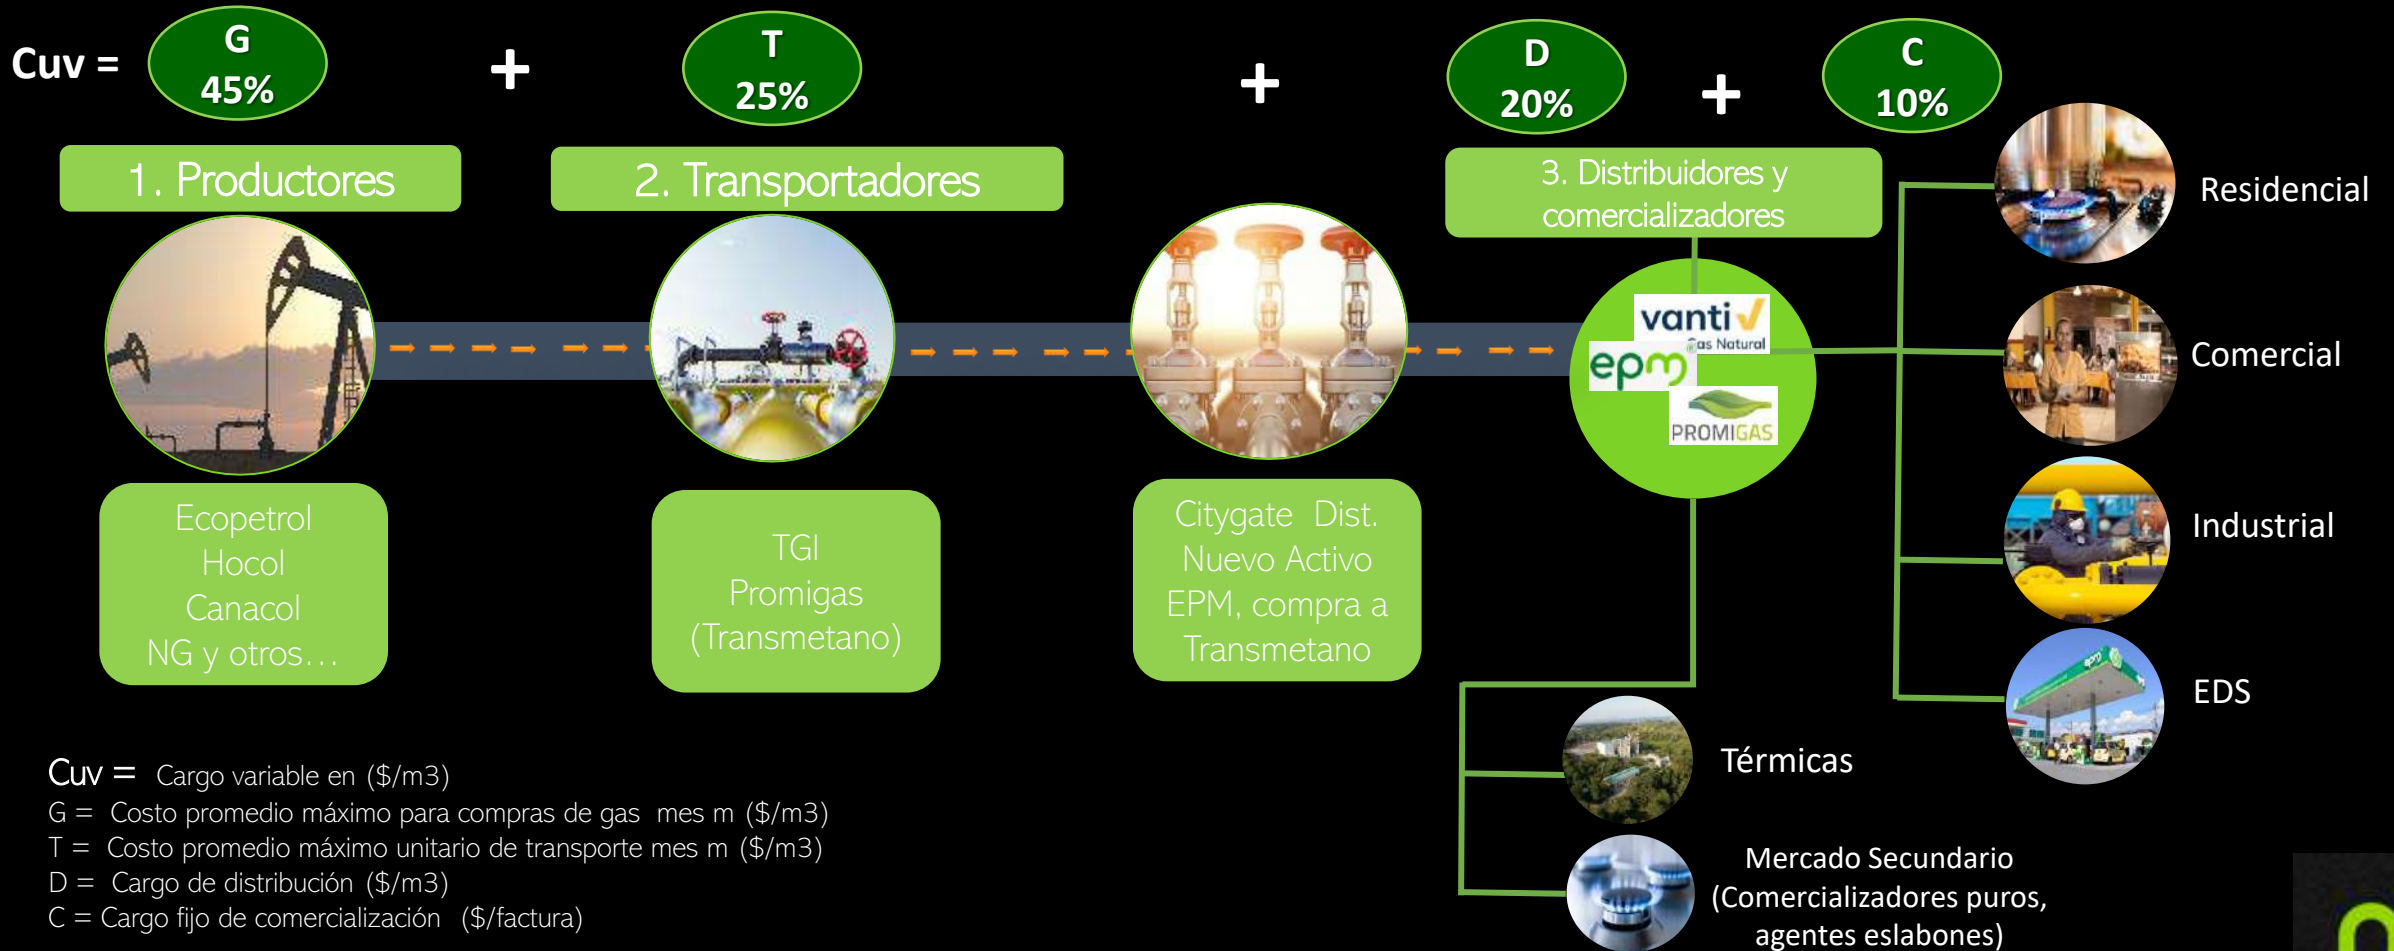 Cuv =
G
45%
+
T
25%
+
D
20%
+
C
10%
1. Productores
2. Transportadores
3. Distribuidores y
comercializadores
vanti
Gas Natural
epm
PROMIGAS
Residencial
Comercial
Industrial
EDS
Ecopetrol
Hocol
Canacol
NG y otros...
TGI
Promigas
(Transmetano)
Citygate Dist.
Nuevo Activo
EPM, compra a
Transmetano
Térmicas
Mercado Secundario
(Comercializadores puros,
agentes eslabones)
Cuv = Cargo variable en ($/m3)
G = Costo promedio máximo para compras de gas mes m ($/m3)
T = Costo promedio máximo unitario de transporte mes m ($/m3)
D = Cargo de distribución ($/m3)
C = Cargo fijo de comercialización ($/factura)